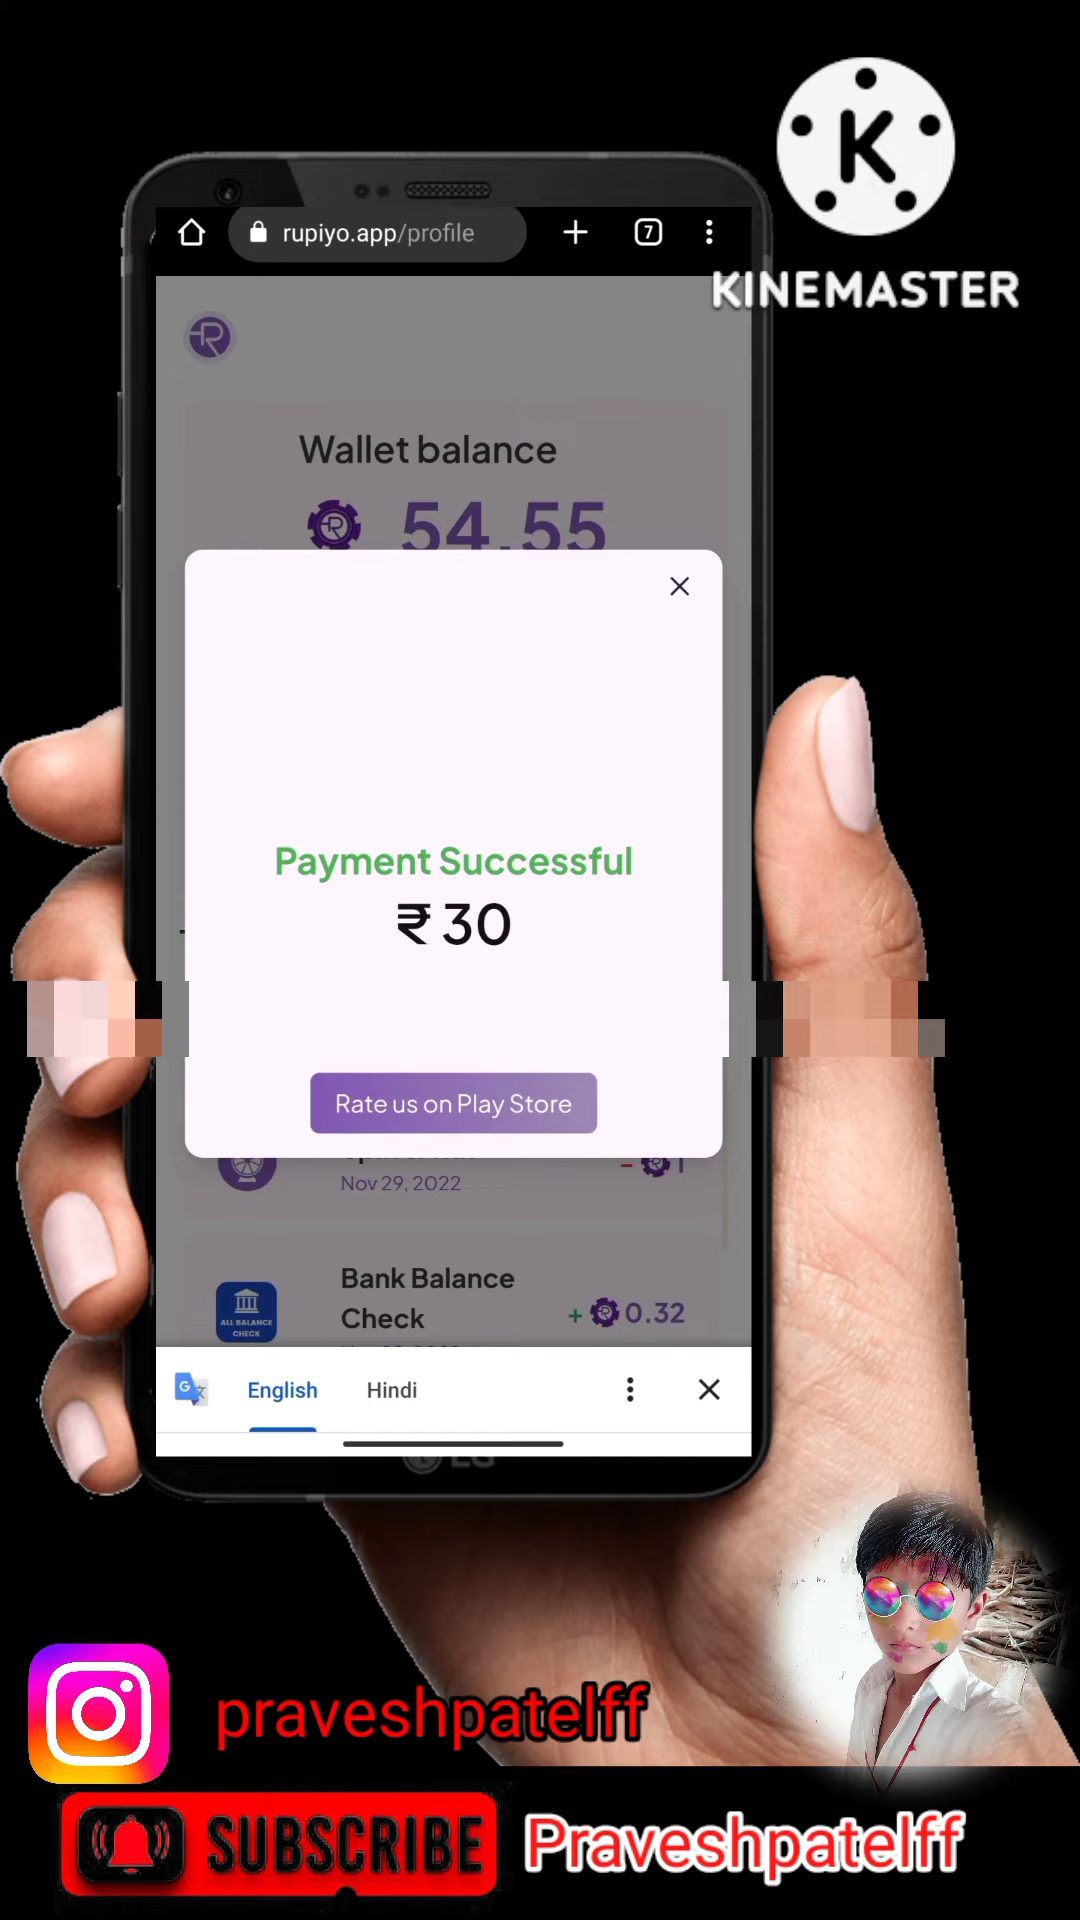 K
KINEMASTER
rupiyo.app/profile
7
Wallet balance
54.55
Payment Successful
₹ 30
Rate us on Play Store
Nov 29, 2022
Bank Balance
Check
+ 0.32
ALL BALANCE
CHECK
English
Hindi
LG
praveshpatelff
SUBSCRIBE
Praveshpatelff